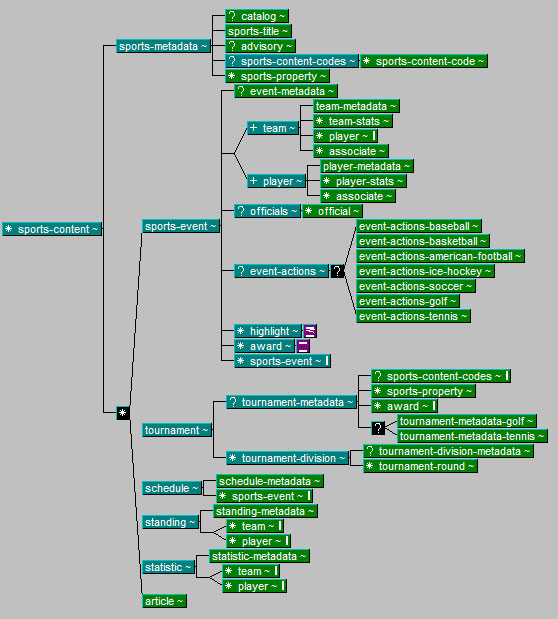 ? catalog ~
sports-title ~
sports-metadata ~
? advisory ~
? sports-content-codes ~ * sports-content-code ~
* sports-property ~
? event-metadata ~
team-metadata ~
* team-stats ~
+ team ~
* player ~
* associate ~
player-metadata ~
+ player ~
* player-stats ~
* associate ~
? officials ~ * official ~
* sports-content ~
sports-event ~
event-actions-baseball ~
event-actions-basketball ~
event-actions-american-football ~
? event-actions ~ ? event-actions-ice-hockey ~
event-actions-soccer ~
event-actions-golf ~
event-actions-tennis ~
* highlight ~
* award ~
* sports-event ~
? sports-content-codes ~
* sports-property ~
? tournament-metadata ~
* award ~
*
? tournament-metadata-golf ~
tournament-metadata-tennis ~
tournament ~
? tournament-division-metadata ~
* tournament-division ~
* tournament-round ~
schedule-metadata ~
schedule ~
* sports-event ~
standing-metadata ~
standing ~
* team ~
* player ~
statistic-metadata ~
statistic ~
* team ~
* player ~
article ~